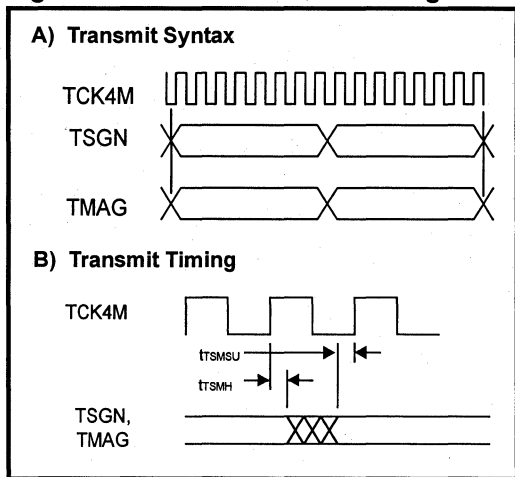 A) Transmit Syntax
TCK4M
TSGN
TMAG
B) Transmit Timing
TCK4M
tTSMSU
tTSMH
TSGN,
TMAG